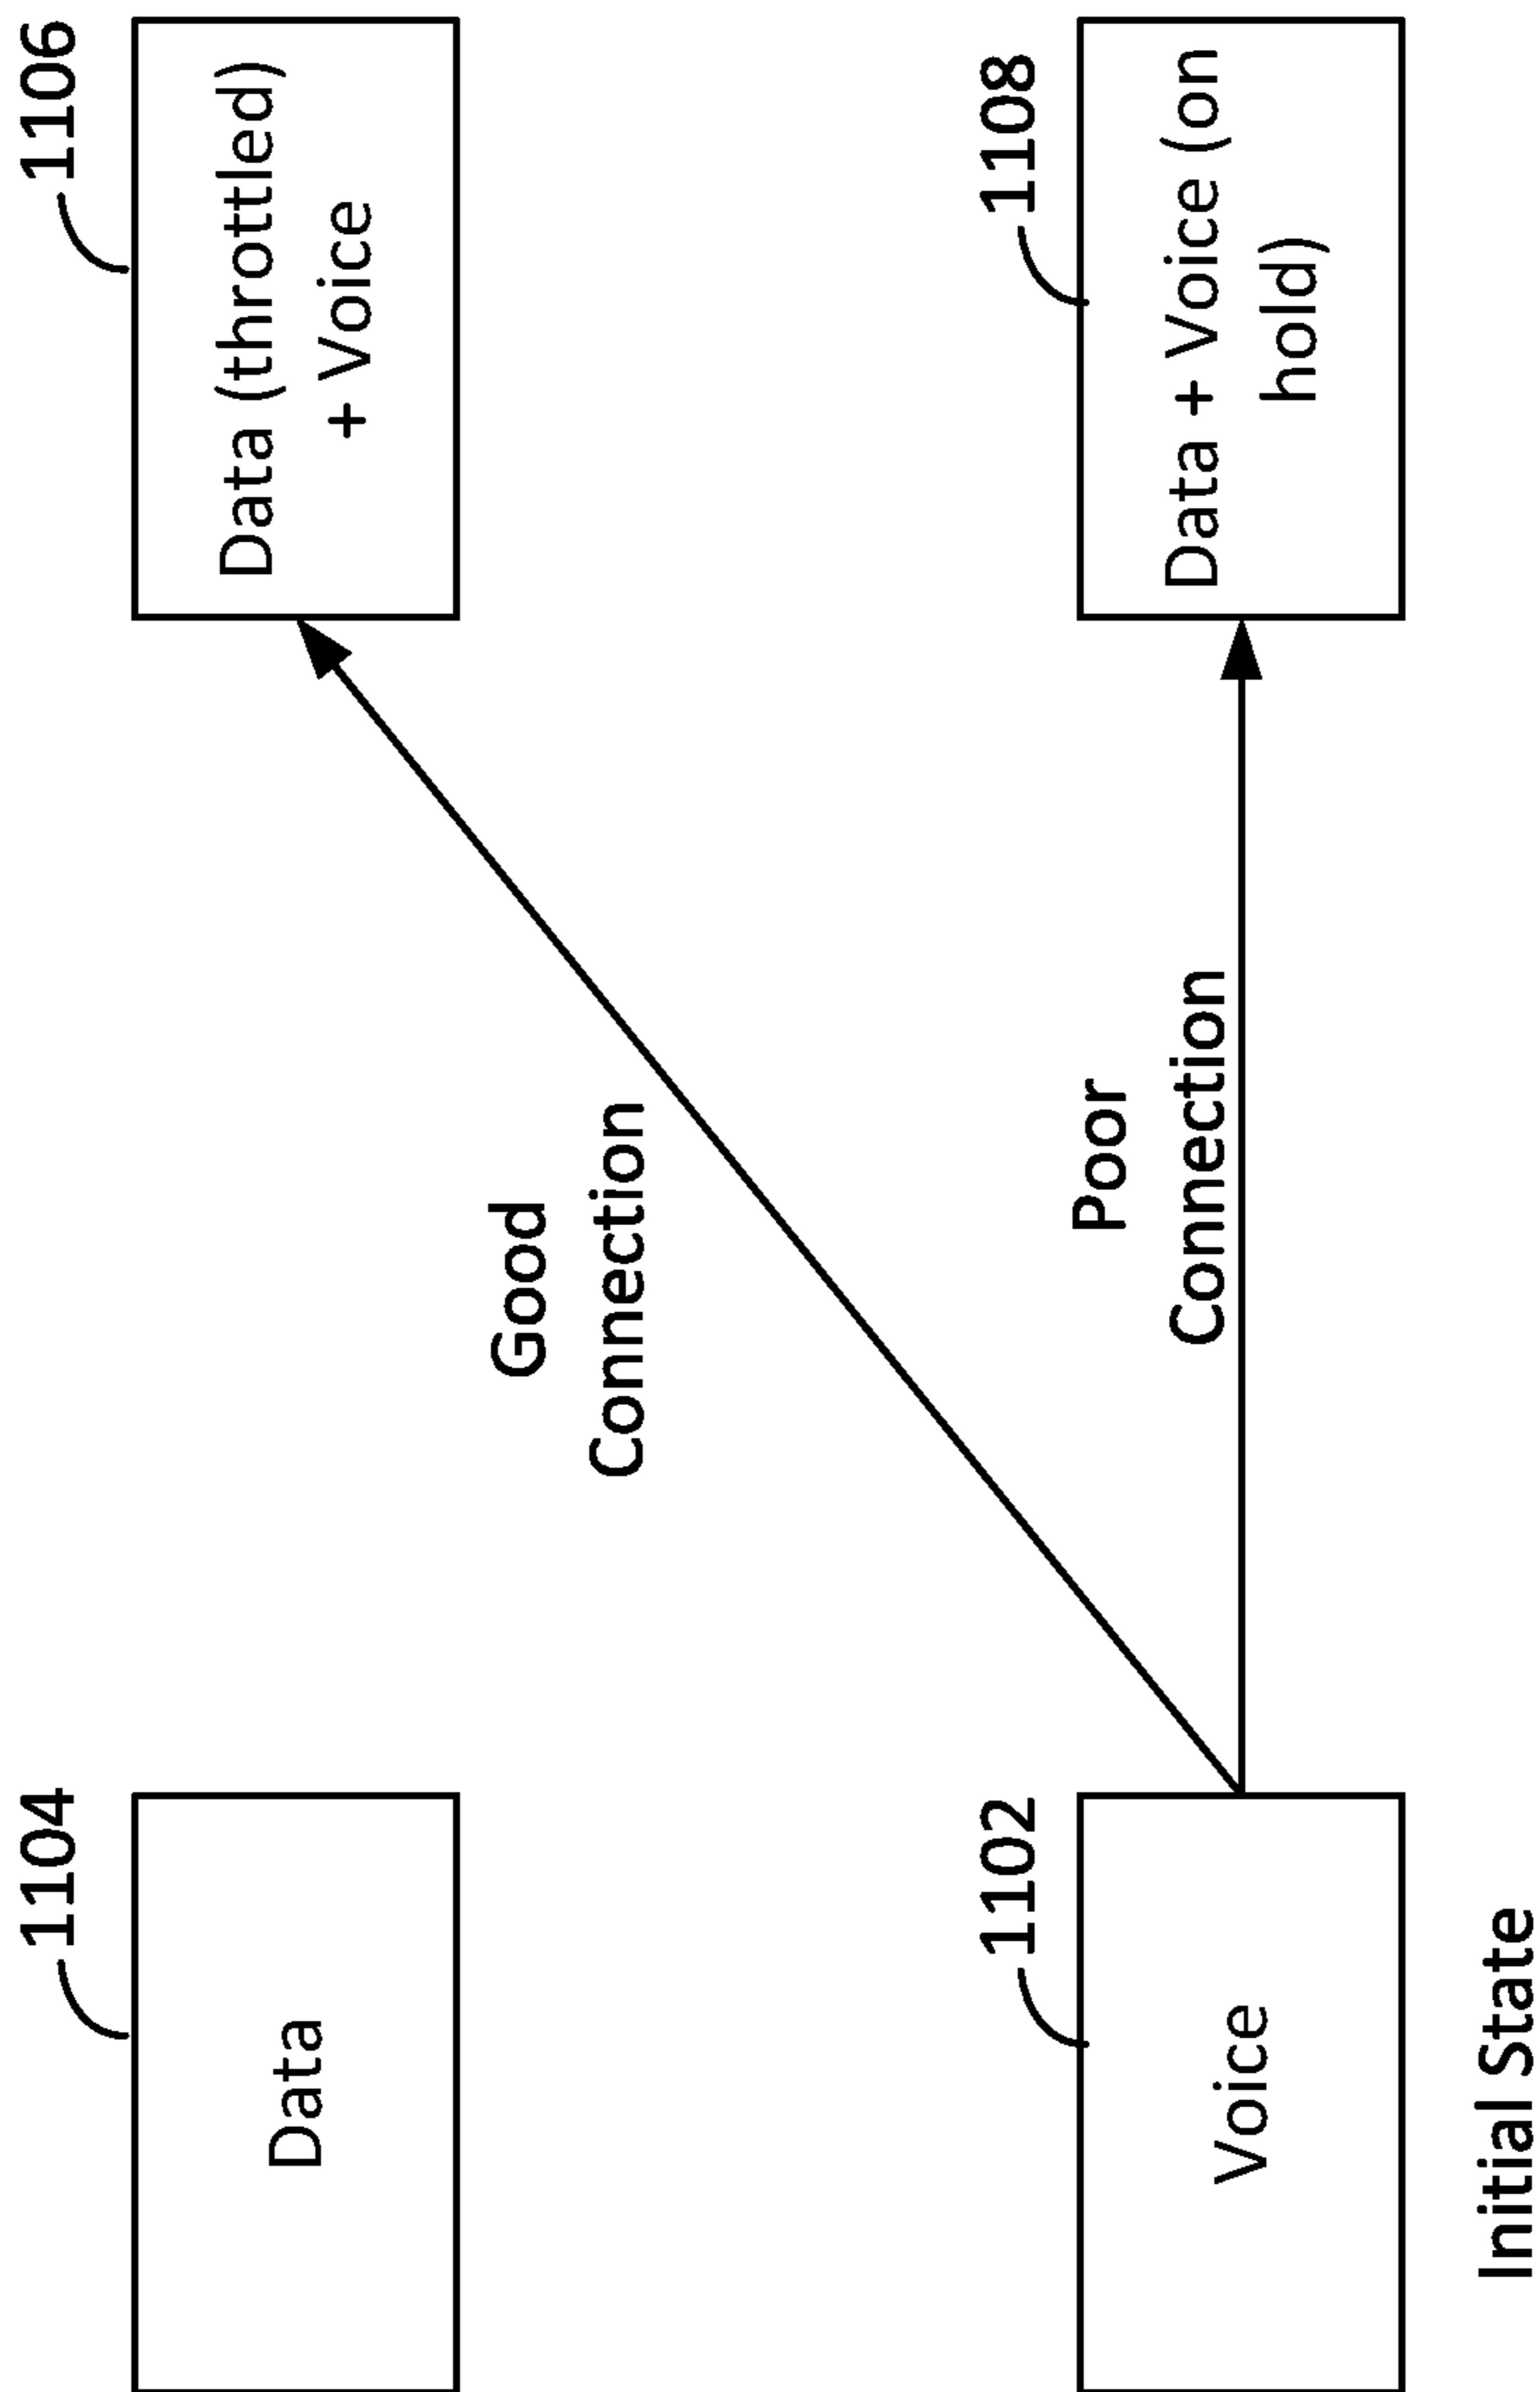 1104
Data
1106
Data (throttled)
+ Voice
Good
Connection
1102
Voice
Poor
Connection
1108
Data + Voice (on
hold)
Initial State